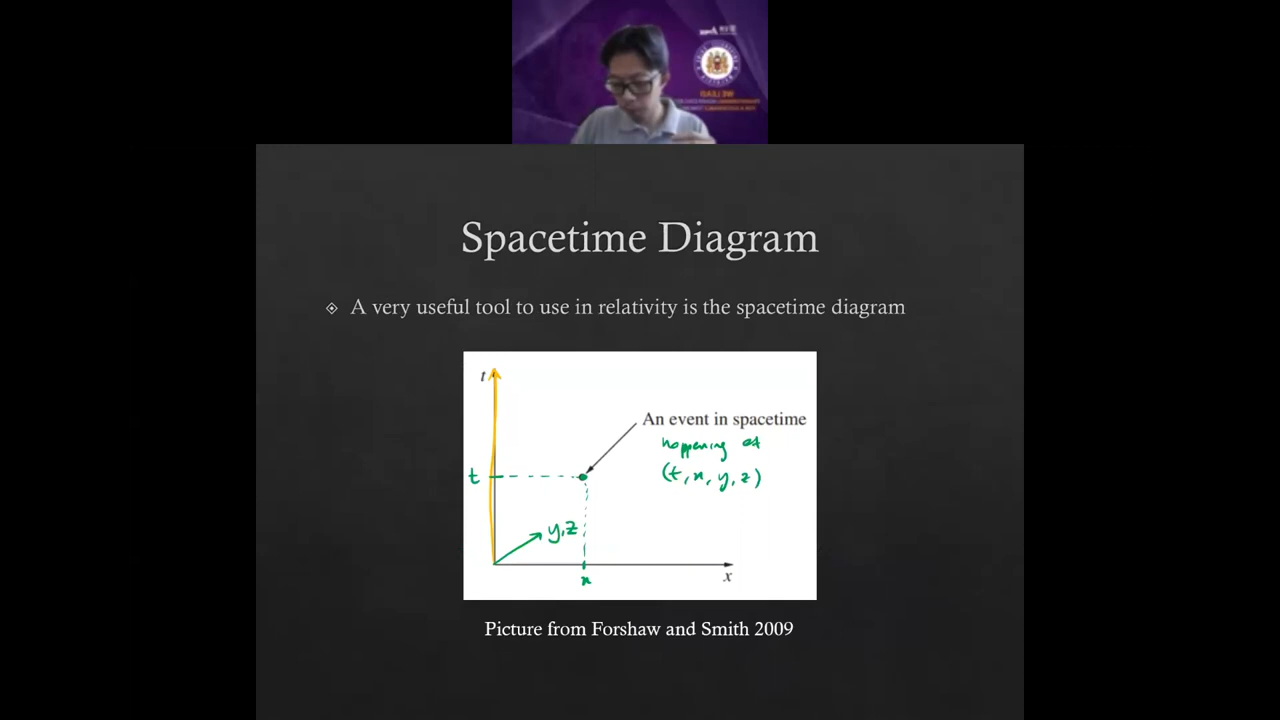 Spacetime Diagram
A very useful tool to use in relativity is the spacetime diagram
t
An event in spacetime
happening at
(t, x, y, z)
t
y,z
x
x
Picture from Forshaw and Smith 2009